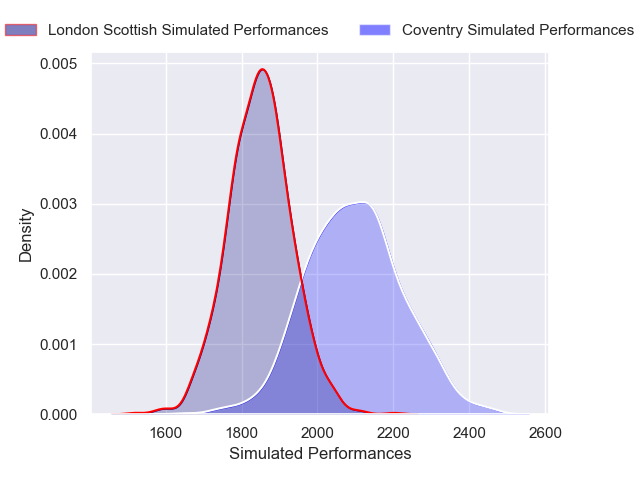 London Scottish Simulated Performances Coventry Simulated Performances
0.005
0.004
0.003
0.002
0.001
0.000
Density
1600 1800 2000 2200 2400 2600
Simulated Performances